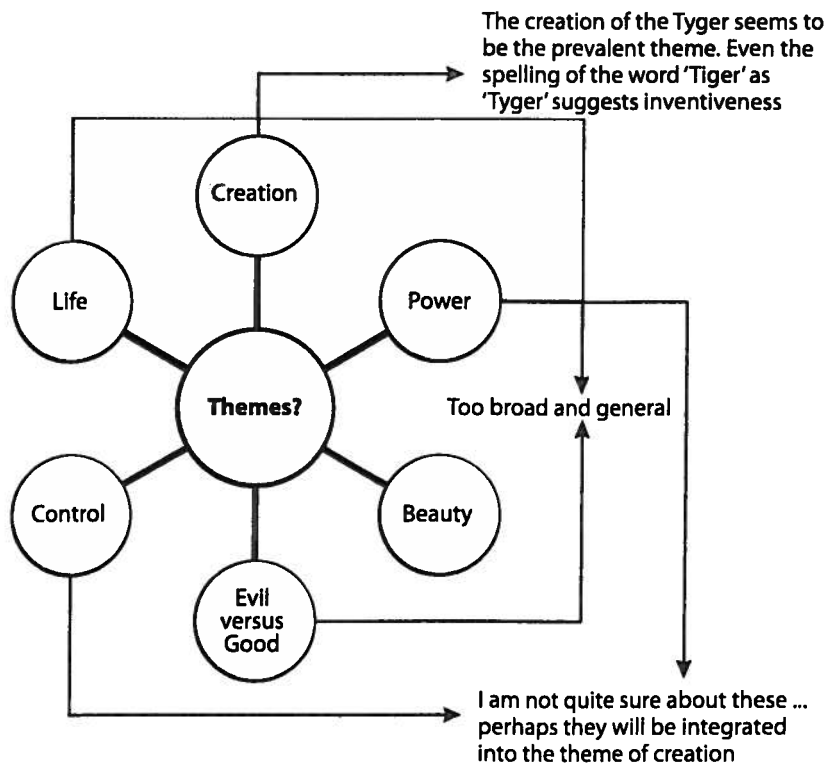 The creation of the Tyger seems to
be the prevalent theme. Even the
spelling of the word 'Tiger' as
'Tyger' suggests inventiveness
Creation
Life
Power
Themes?
Too broad and general
Control
Beauty
Evil
versus
Good
I am not quite sure about these ...
perhaps they will be integrated
into the theme of creation